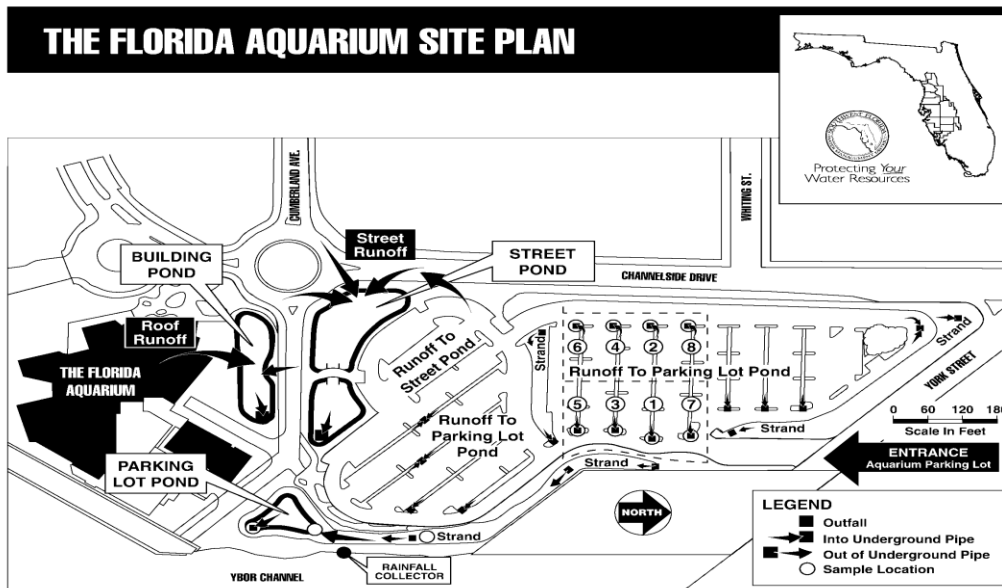 THE FLORIDA AQUARIUM SITE PLAN
Protecting Your
Water Resources
CUMBERLAND AVE.
WHITING ST.
Street
Runoff
BUILDING
POND
STREET
POND
CHANNELSIDE DRIVE
Roof
Runoff
THE FLORIDA
AQUARIUM
Runoff To
Street Pond
Strand
6
4
2
8
Runoff To Parking Lot Pond
5
3
1
7
Strand
YORK STREET
0 60 120 180
Scale In Feet
Runoff To
Parking Lot
Pond
Strand
Strand
ENTRANCE
Aquarium Parking Lot
PARKING
LOT POND
NORTH
Strand
RAINFALL
COLLECTOR
YBOR CHANNEL
LEGEND
Outfall
Into Underground Pipe
Out of Underground Pipe
Sample Location